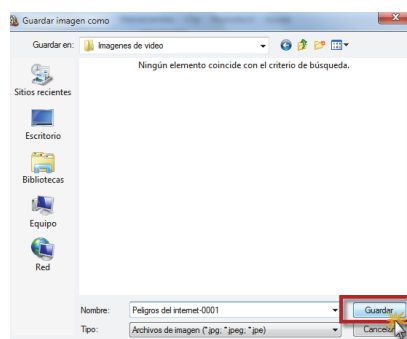 Guardar imagen como
Guardar en:
Imagenes de video
Ningún elemento coincide con el criterio de búsqueda.
Sitios recientes
Escritorio
Bibliotecas
Equipo
Red
Nombre:
Peligros del internet-0001
Guardar
Tipo:
Archivos de imagen (*.jpg; *.jpeg; *.jpe)
Cancelar